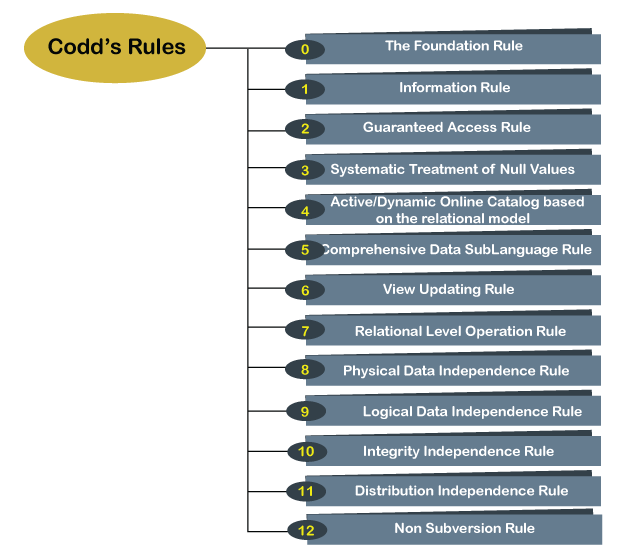 Codd's Rules
0 The Foundation Rule
1 Information Rule
2 Guaranteed Access Rule
3 Systematic Treatment of Null Values
4 Active/Dynamic Online Catalog based
on the relational model
5 Comprehensive Data SubLanguage Rule
6 View Updating Rule
7 Relational Level Operation Rule
8 Physical Data Independence Rule
9 Logical Data Independence Rule
10 Integrity Independence Rule
11 Distribution Independence Rule
12 Non Subversion Rule